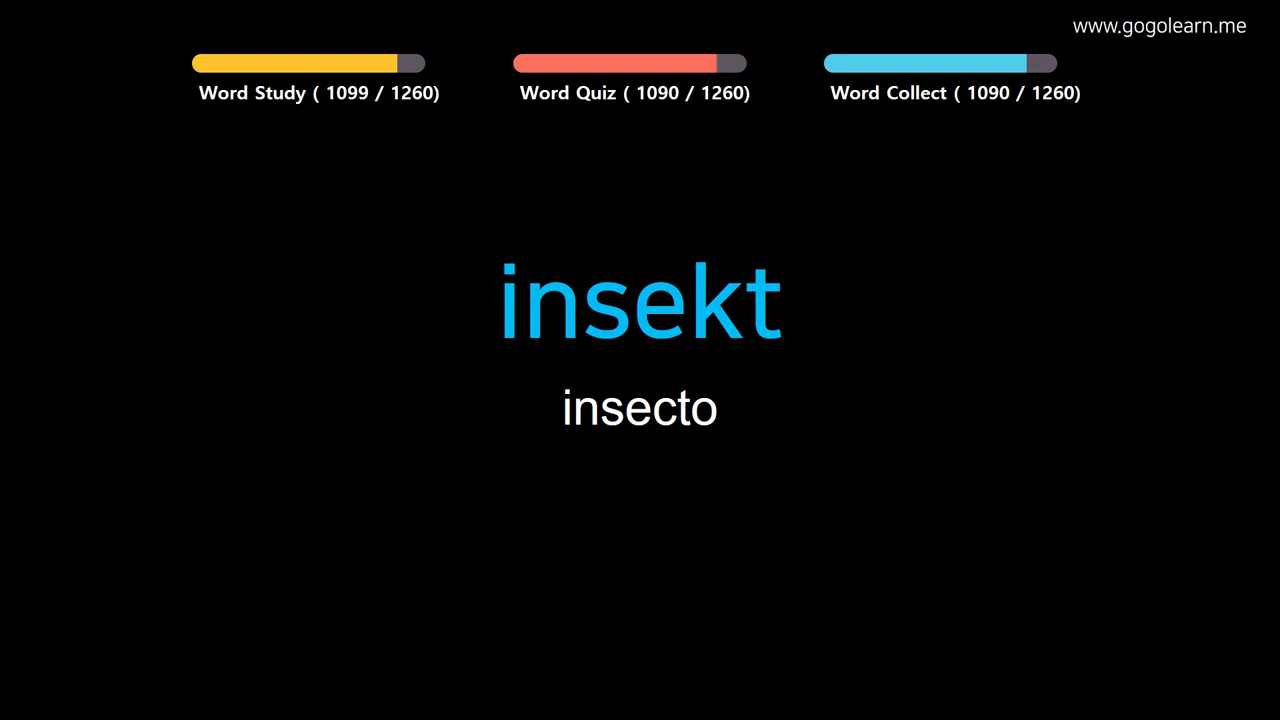 www.gogolearn.me
Word Study ( 1099 / 1260)
Word Quiz ( 1090 / 1260)
Word Collect ( 1090 / 1260)
insekt
insecto